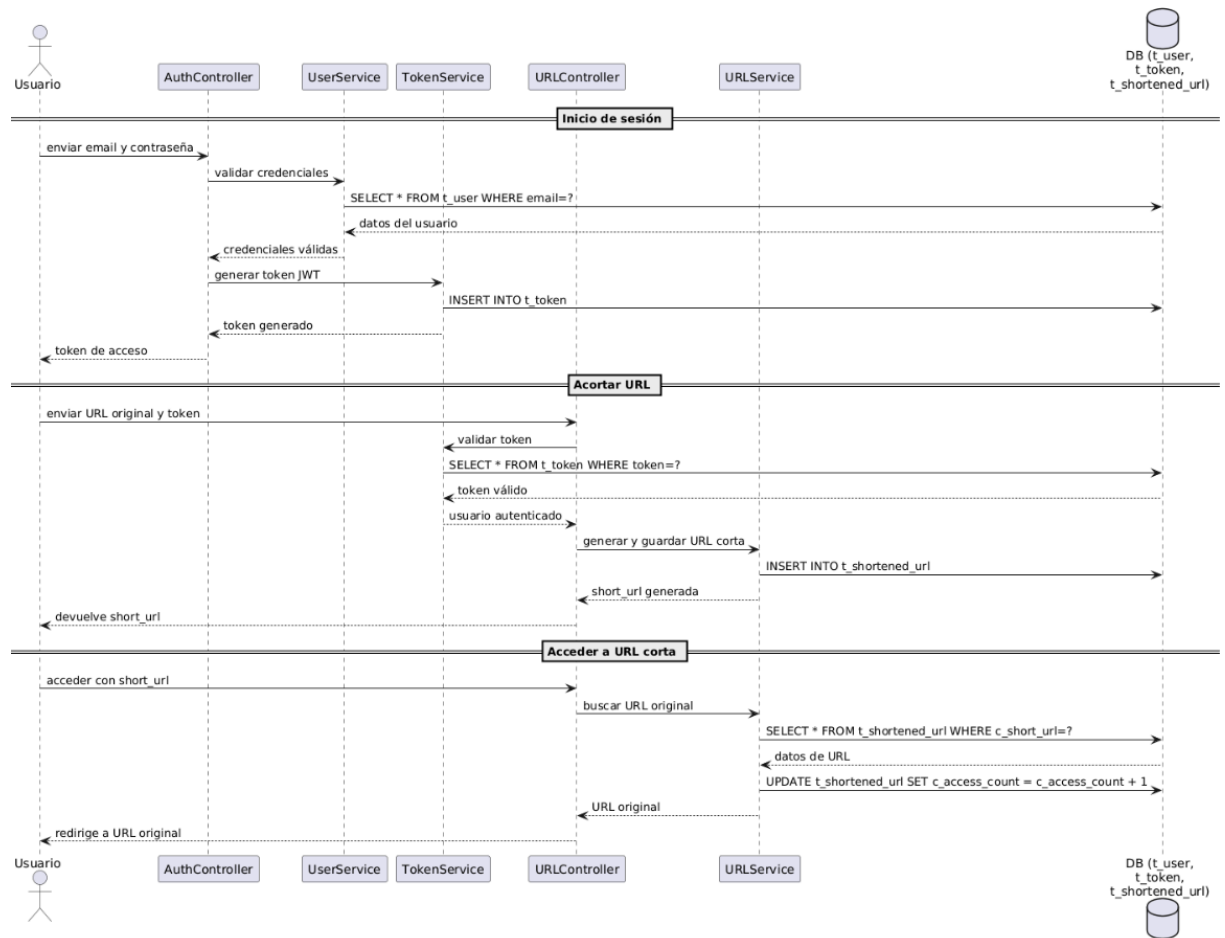 DB (t_user,
t_token,
t_shortened_url)
Usuario
AuthController
UserService
TokenService
URLController
URLService
Inicio de sesión
enviar email y contraseña
validar credenciales
SELECT * FROM t_user WHERE email=?
datos del usuario
credenciales válidas
generar token JWT
INSERT INTO t_token
token generado
token de acceso
Acortar URL
enviar URL original y token
validar token
SELECT * FROM t_token WHERE token=?
token válido
usuario autenticado
generar y guardar URL corta
INSERT INTO t_shortened_url
short_url generada
devuelve short_url
Acceder a URL corta
acceder con short_url
buscar URL original
SELECT * FROM t_shortened_url WHERE c_short_url=?
datos de URL
UPDATE t_shortened_url SET c_access_count = c_access_count + 1
URL original
redirige a URL original
Usuario
AuthController
UserService
TokenService
URLController
URLService
DB (t_user,
t_token,
t_shortened_url)